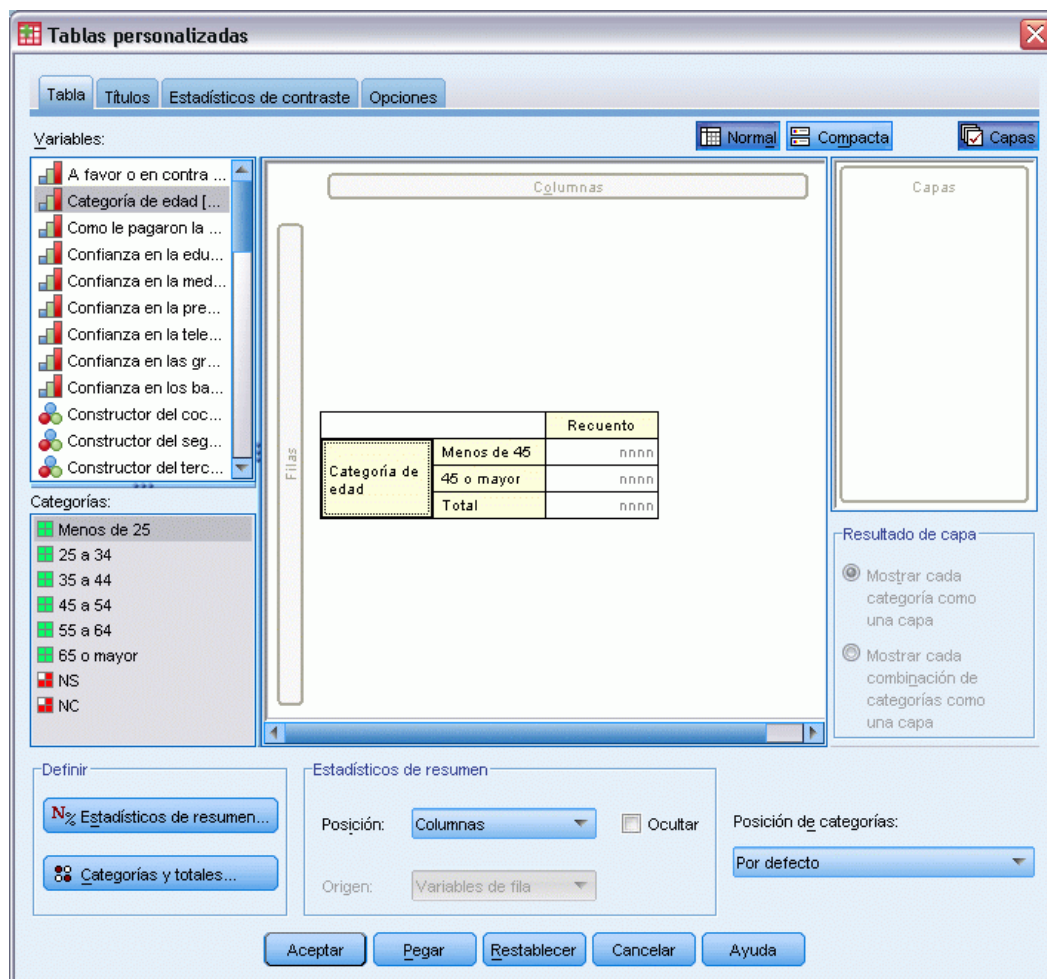 Tablas personalizadas
Tabla
Títulos
Estadísticos de contraste
Opciones
Variables:
Normal
Compacta
Capas
A favor o en contra ...
Categoría de edad [...
Como le pagaron la ...
Confianza en la edu...
Confianza en la med...
Confianza en la pre...
Confianza en la tele...
Confianza en las gr...
Confianza en los ba...
Constructor del coc...
Constructor del seg...
Constructor del terc...
Categorías:
Menos de 25
25 a 34
35 a 44
45 a 54
55 a 64
65 o mayor
NS
NC
Columnas
Filas
Recuento
Categoría de edad
Menos de 45 nnnn
45 o mayor nnnn
Total nnnn
Capas
Resultado de capa
Mostrar cada
categoría como
una capa
Mostrar cada
combinación de
categorías como
una capa
Definir
N% Estadísticos de resumen...
Categorías y totales...
Estadísticos de resumen
Posición: Columnas
Ocultar
Origen: Variables de fila
Posición de categorías:
Por defecto
Aceptar
Pegar
Restablecer
Cancelar
Ayuda